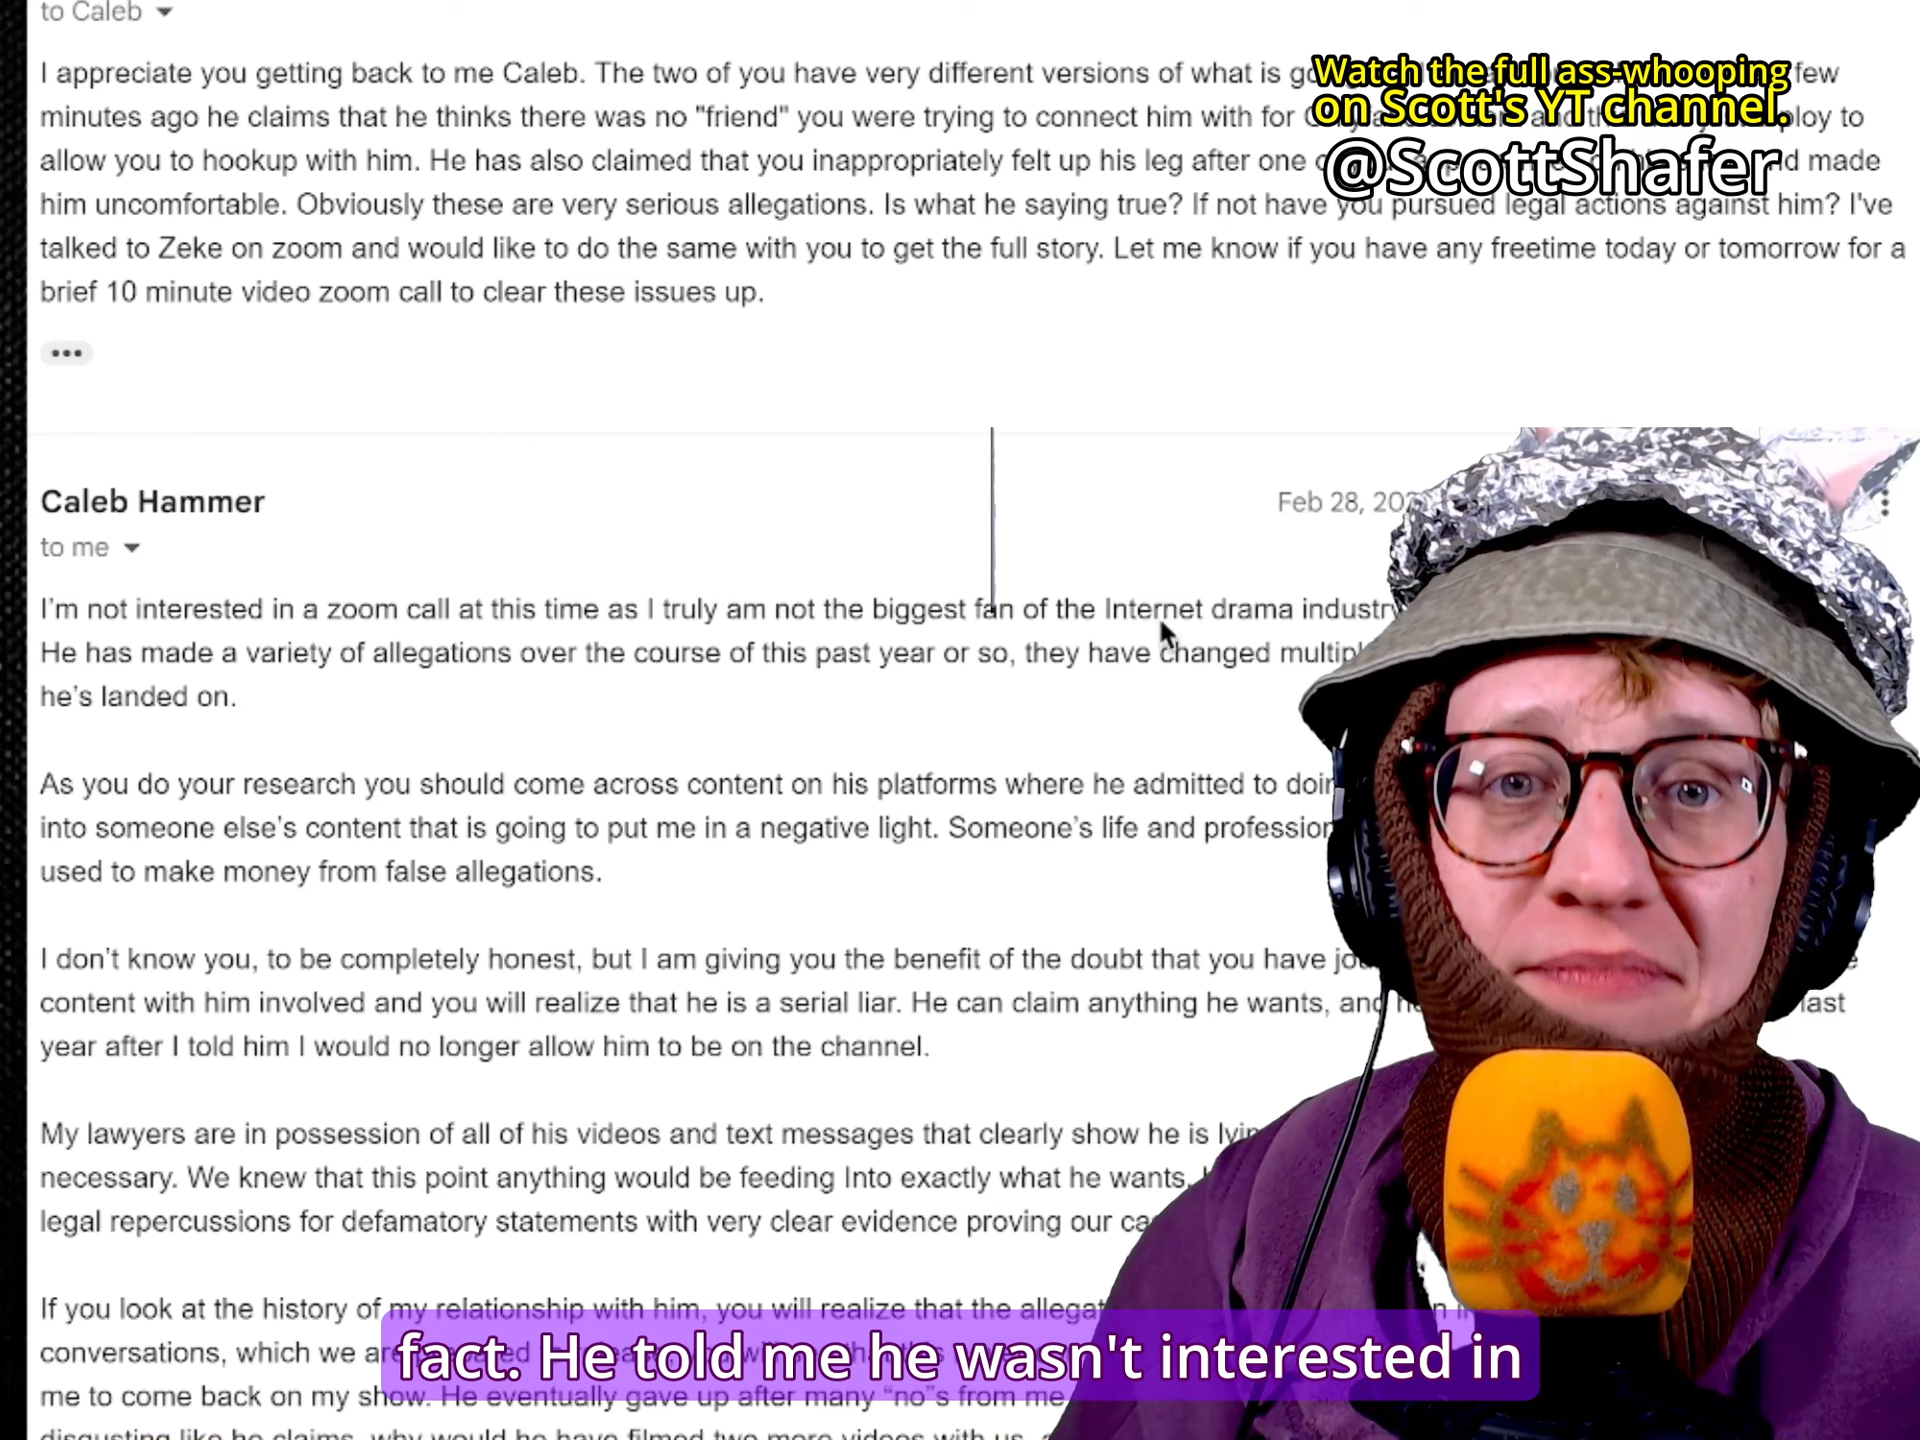 to Caleb
I appreciate you getting back to me Caleb. The two of you have very different versions of what is few
minutes ago he claims that he thinks there was no "friend" you were trying to connect him with for ploy to
allow you to hookup with him. He has also claimed that you inappropriately felt up his leg after one made
him uncomfortable. Obviously these are very serious allegations. Is what he saying true? If not have you pursued legal actions against him? I've
talked to Zeke on zoom and would like to do the same with you to get the full story. Let me know if you have any freetime today or tomorrow for a
brief 10 minute video zoom call to clear these issues up.
Watch the full ass-whooping
on Scott's YT channel.
@ScottShafer
Caleb Hammer
Feb 28,
to me
I'm not interested in a zoom call at this time as I truly am not the biggest fan of the Internet drama
He has made a variety of allegations over the course of this past year or so, they have changed
he's landed on.
As you do your research you should come across content on his platforms where he admitted to
into someone else's content that is going to put me in a negative light. Someone's life and
used to make money from false allegations.
I don't know you, to be completely honest, but I am giving you the benefit of the doubt that you have
content with him involved and you will realize that he is a serial liar. He can claim anything he wants, and last
year after I told him I would no longer allow him to be on the channel.
My lawyers are in possession of all of his videos and text messages that clearly show he is
necessary. We knew that this point anything would be feeding Into exactly what he wants.
legal repercussions for defamatory statements with very clear evidence proving our
If you look at the history of my relationship with him, you will realize that the
conversations, which we
me to come back on my show. He eventually gave up after many "no"s from me
disgusting like he claims, why would he have filmed two more videos with us,
fact. He told me he wasn't interested in